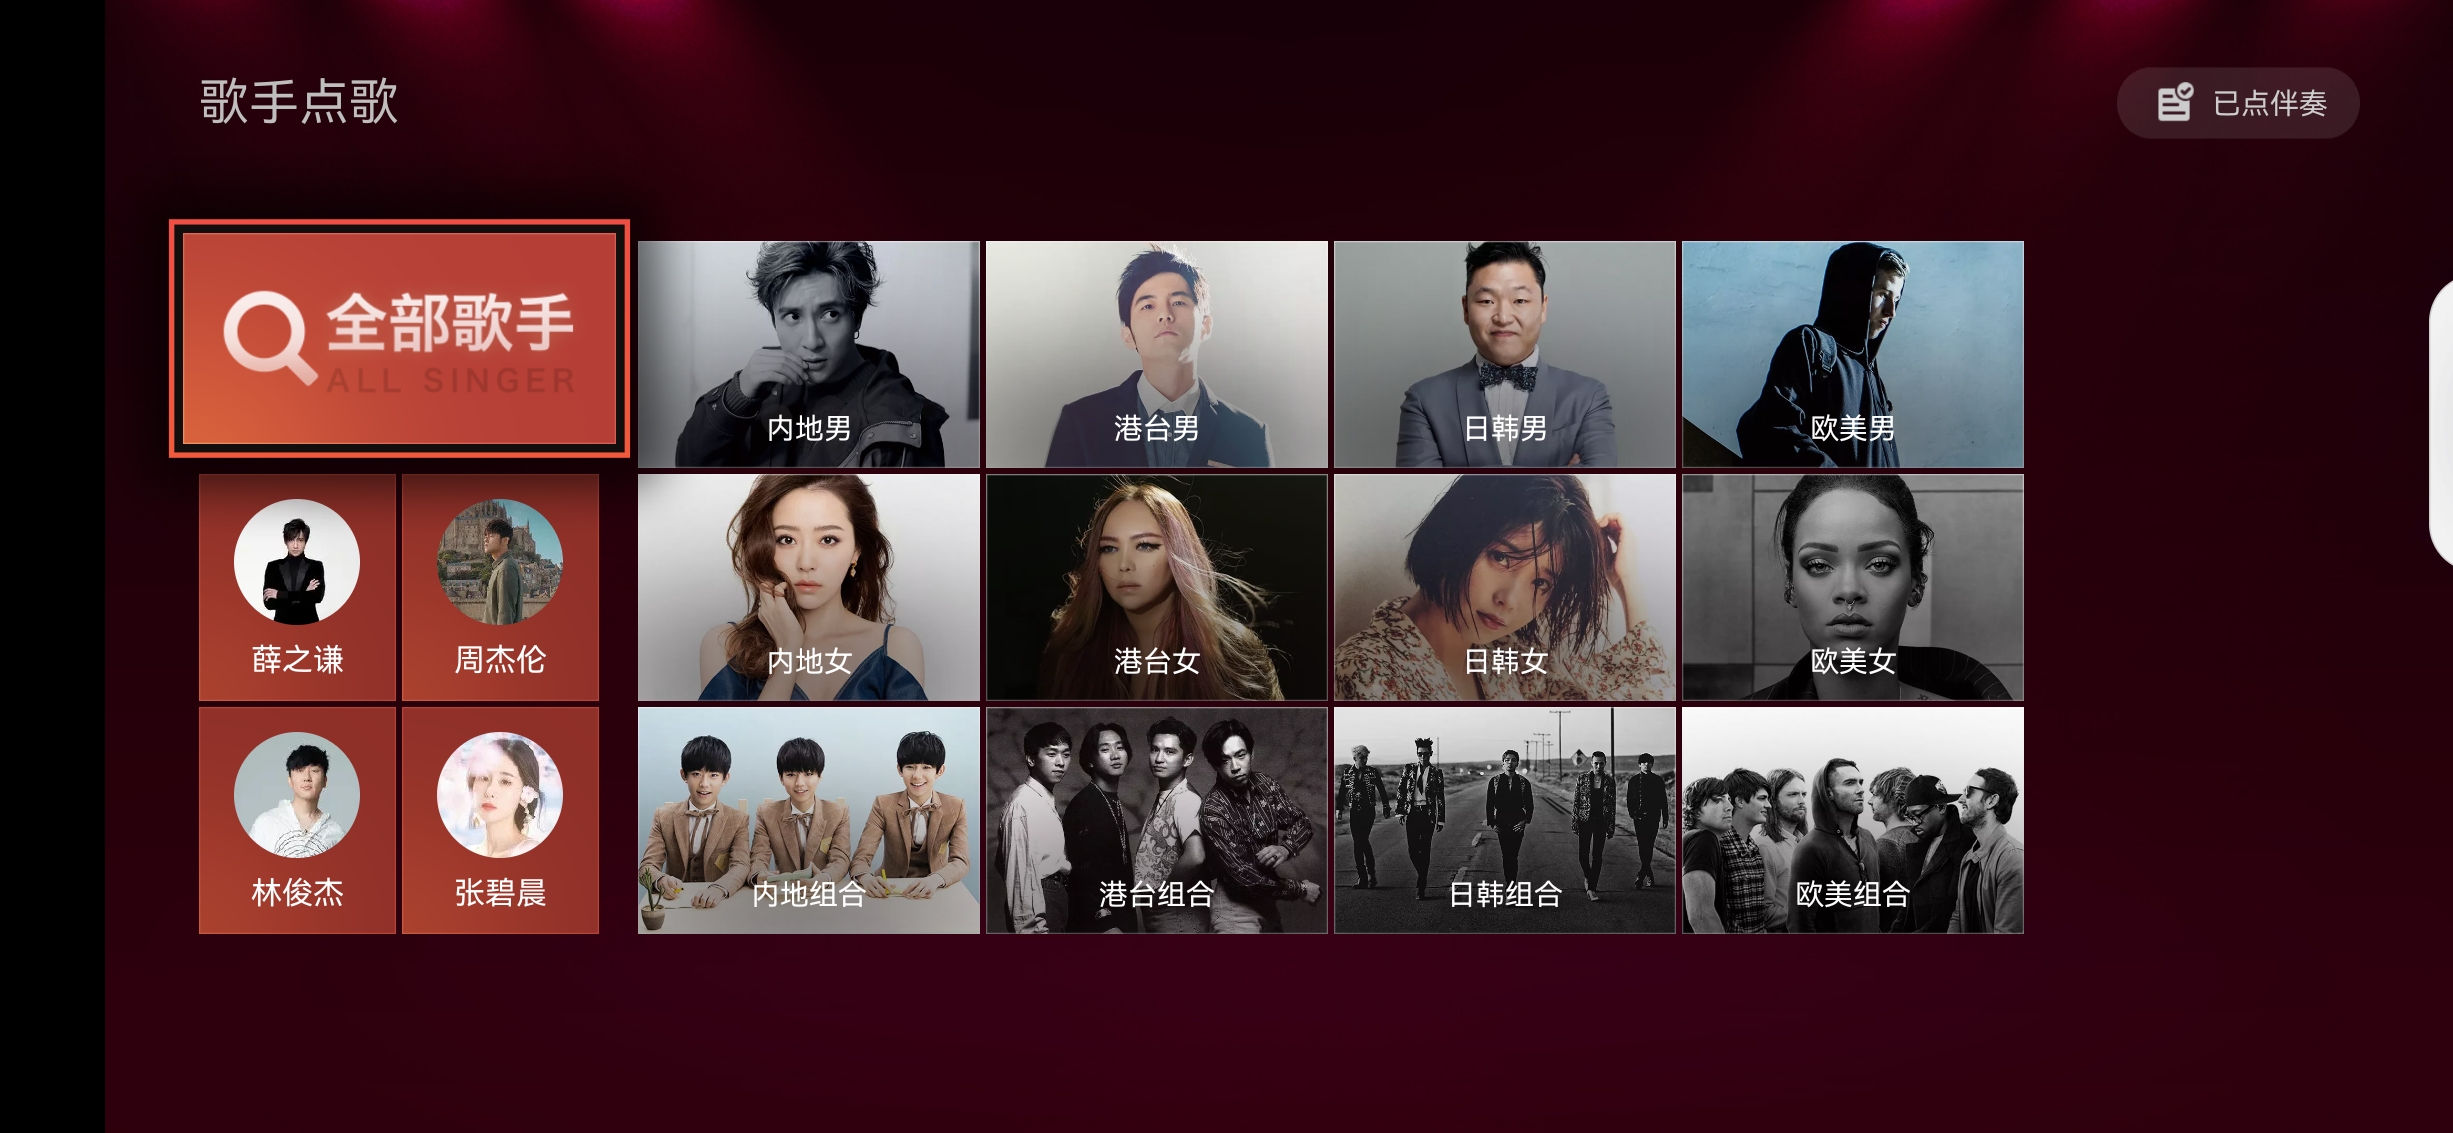 歌手点歌
已点伴奏
全部歌手
ALL SINGER
内地男
港台男
日韩男
欧美男
薛之谦
周杰伦
内地女
港台女
日韩女
欧美女
林俊杰
张碧晨
内地组合
港台组合
日韩组合
欧美组合